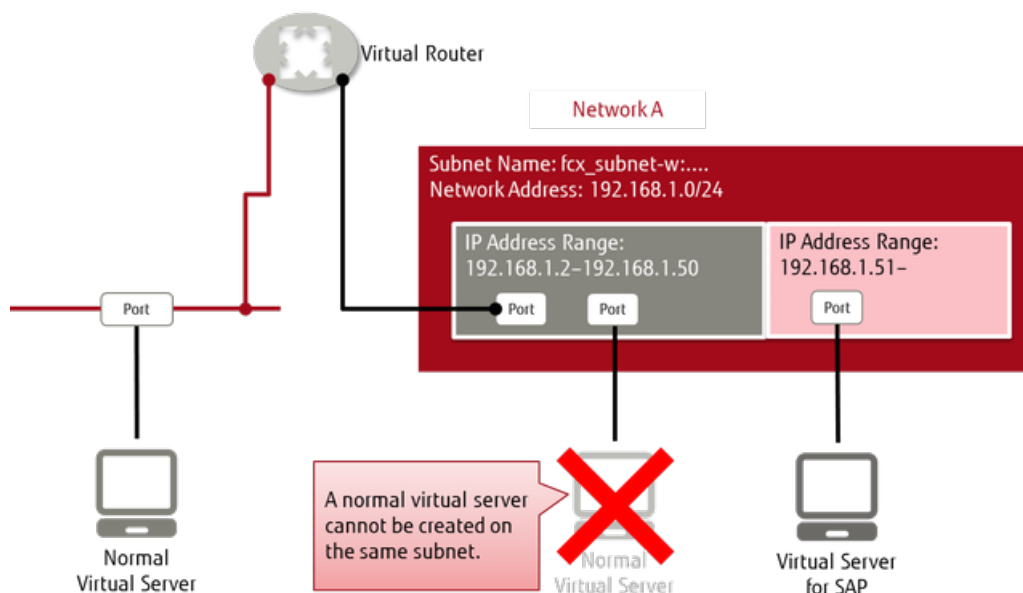 Virtual Router
Network A
Subnet Name: fcx_subnet-w:....
Network Address: 192.168.1.0/24
IP Address Range:
192.168.1.2–192.168.1.50
IP Address Range:
192.168.1.51–
Port
Port
Port
Port
A normal virtual server
cannot be created on
the same subnet.
Normal
Virtual Server
Normal
Virtual Server
Virtual Server
for SAP